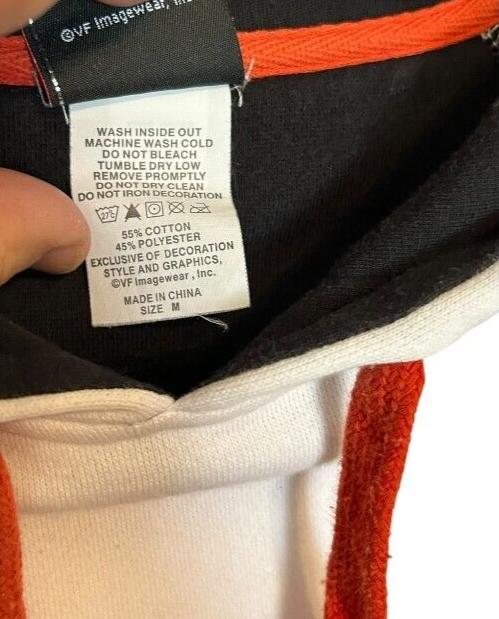 ©VF Imagewear, In
WASH INSIDE OUT
MACHINE WASH COLD
DO NOT BLEACH
TUMBLE DRY LOW
REMOVE PROMPTLY
DO NOT DRY CLEAN
DO NOT IRON DECORATION
27°C
55% COTTON
45% POLYESTER
EXCLUSIVE OF DECORATION
STYLE AND GRAPHICS,
©VF Imagewear , Inc.
MADE IN CHINA
SIZE M